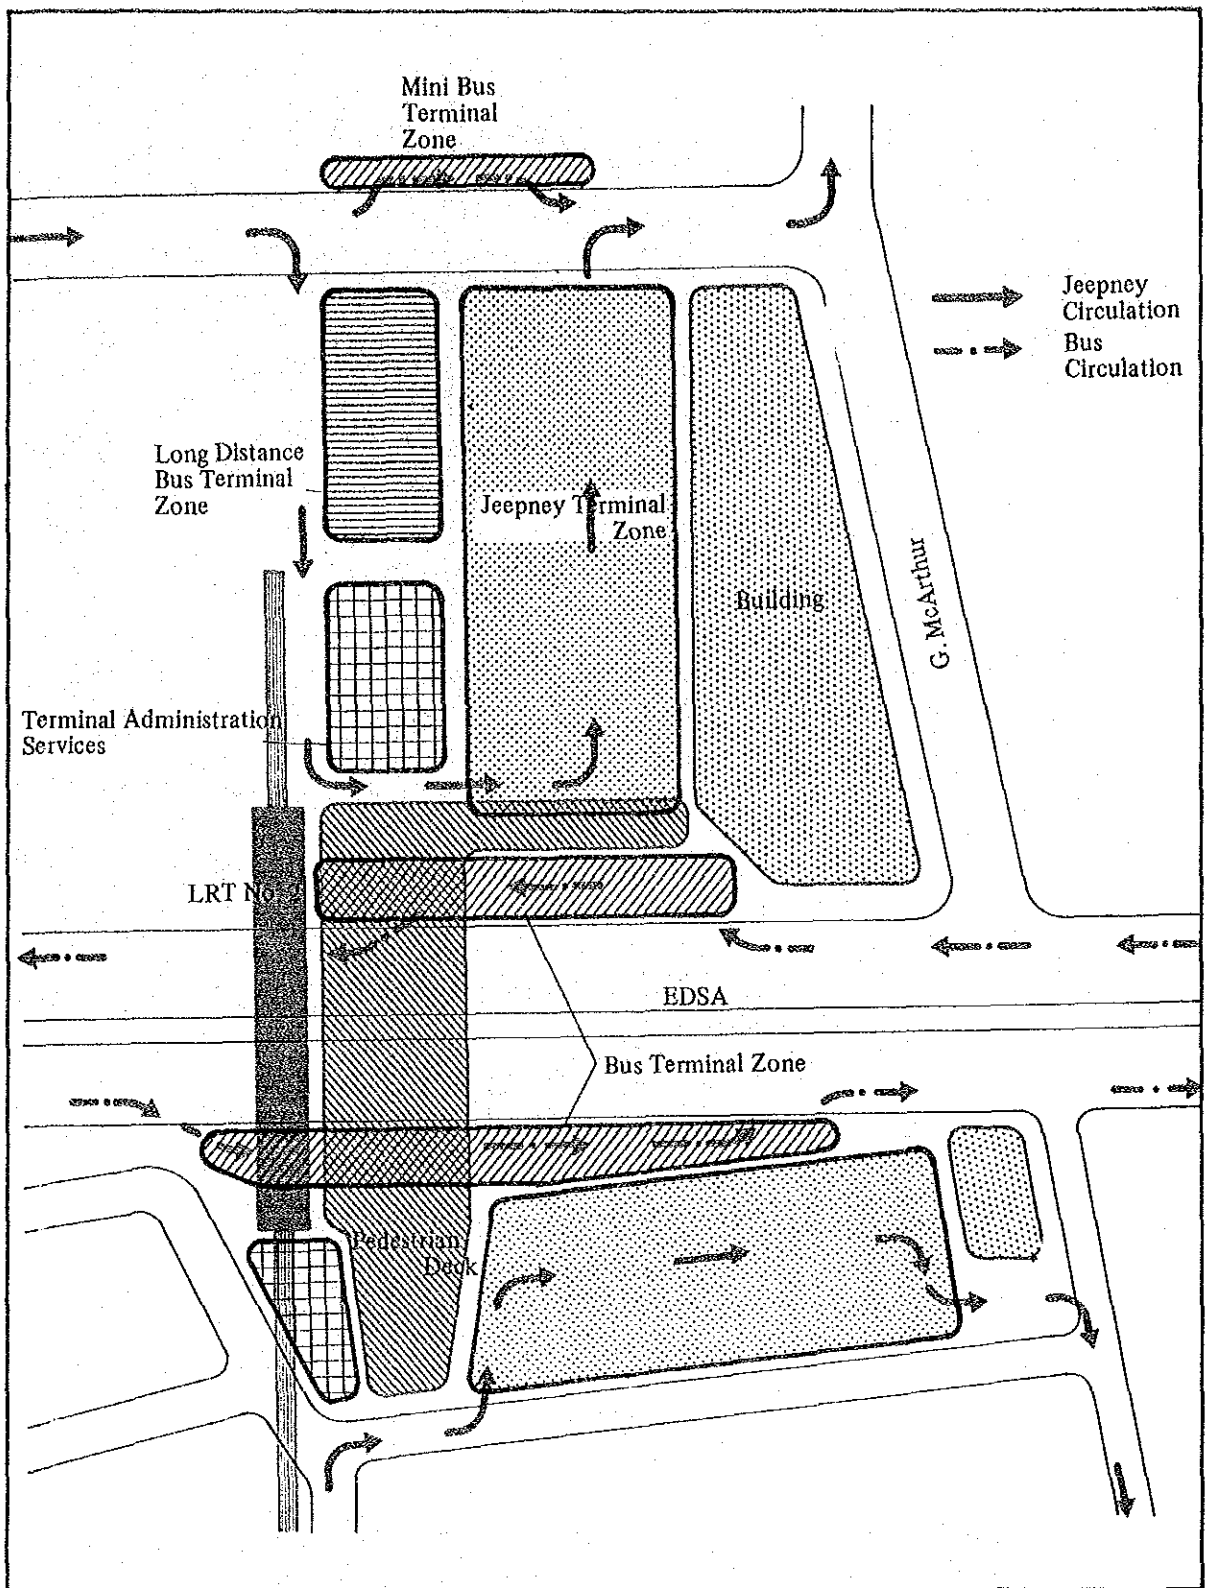 Mini Bus
Terminal
Zone
Jeepney
Circulation
Bus
Circulation
Long Distance
Bus Terminal
Zone
Jeepney Terminal
Zone
Building
G. McArthur
Terminal Administration
Services
LRT No
EDSA
Bus Terminal Zone
Pedestrian
Deck